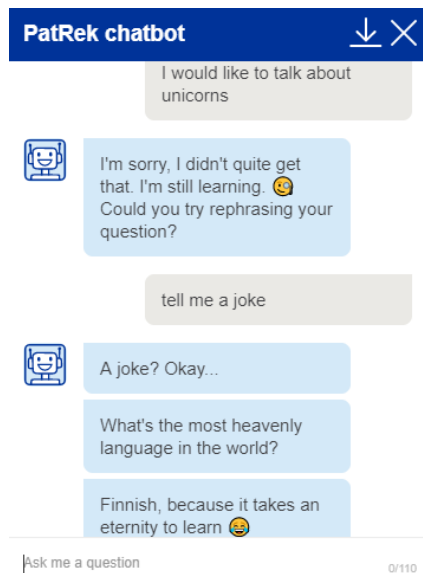 PatRek chatbot
I would like to talk about
unicorns
I'm sorry, I didn't quite get
that. I'm still learning. 🧐
Could you try rephrasing your
question?
tell me a joke
A joke? Okay...
What's the most heavenly
language in the world?
Finnish, because it takes an
eternity to learn 😂
Ask me a question
0/110